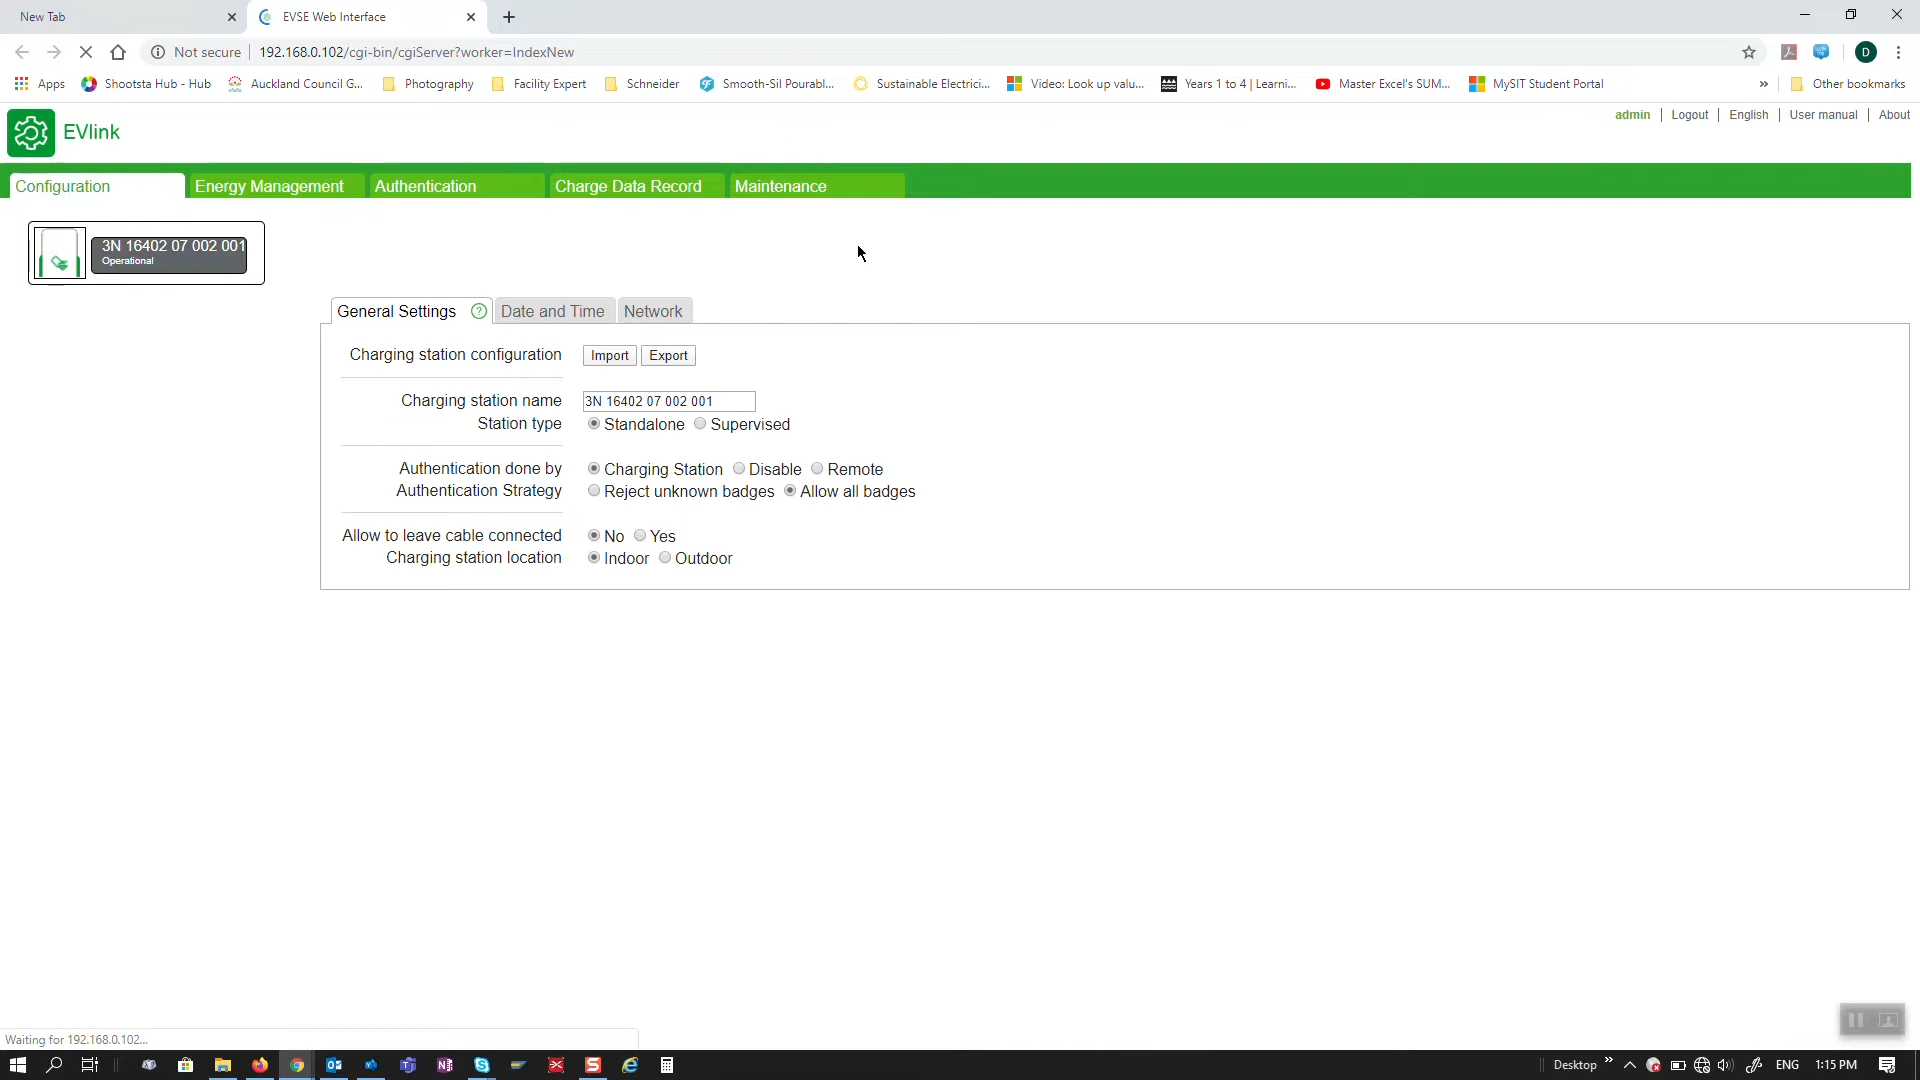 New Tab
EVSE Web Interface
Not secure
192.168.0.102/cgi-bin/cgiServer?worker=IndexNew
D
Apps
Shootsta Hub - Hub
Auckland Council G...
Photography
Facility Expert
Schneider
Smooth-Sil Pourabl...
Sustainable Electrici...
Video: Look up valu...
Years 1 to 4 | Learni...
Master Excel's SUM...
MySIT Student Portal
»
Other bookmarks
EVlink
admin
Logout
English
User manual
About
Configuration
Energy Management
Authentication
Charge Data Record
Maintenance
3N 16402 07 002 001
Operational
General Settings ?
Date and Time
Network
Charging station configuration Import Export
Charging station name 3N 16402 07 002 001
Station type Standalone Supervised
Authentication done by Charging Station Disable Remote
Authentication Strategy Reject unknown badges Allow all badges
Allow to leave cable connected No Yes
Charging station location Indoor Outdoor
Waiting for 192.168.0.102...
Desktop
»
ENG
1:15 PM